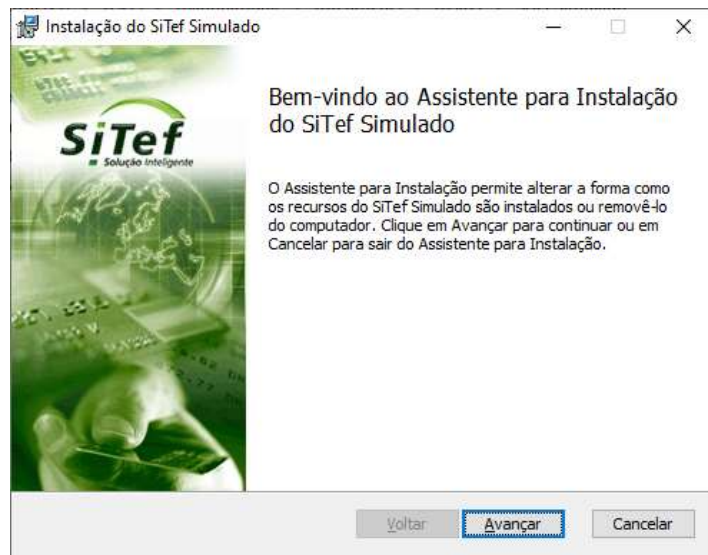 Instalação do SiTef Simulado
SiTef
Solução Inteligente
Bem-vindo ao Assistente para Instalação
do SiTef Simulado
O Assistente para Instalação permite alterar a forma como
os recursos do SiTef Simulado são instalados ou removê-lo
do computador. Clique em Avançar para continuar ou em
Cancelar para sair do Assistente para Instalação.
Voltar
Avançar
Cancelar